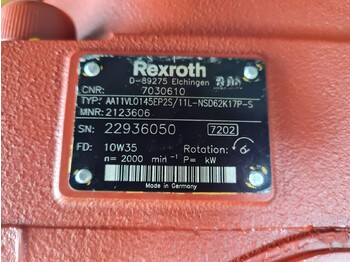 Rexroth
D-89275 Elchingen
CNR: 7030610
TYP: AA11VLO145EP2S/11L-NSD62K17P-S
MNR: 2123606
SN: 22936050 7202
FD: 10W35 Rotation:
n= 2000 min⁻¹ P= kW
Made in Germany